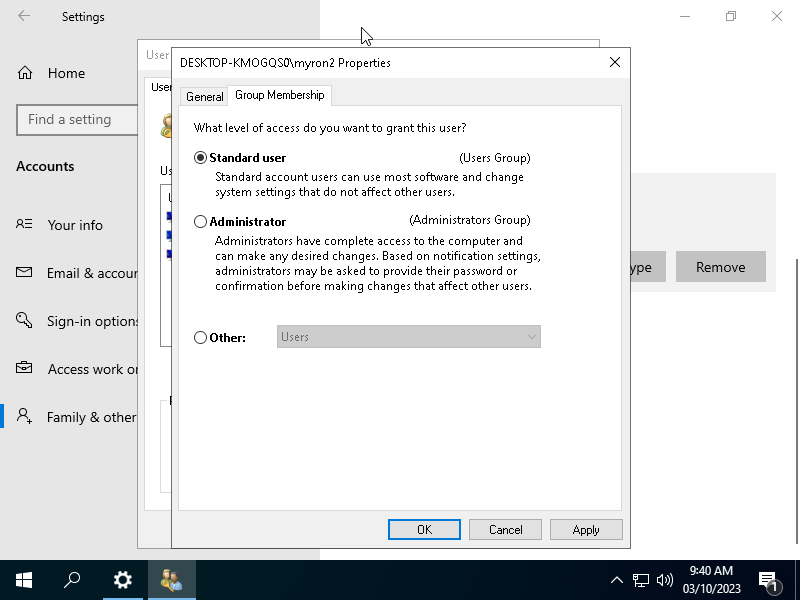 Settings
Home
Find a setting
Accounts
Your info
Email & accour
Sign-in options
Access work or
Family & other
User
User
Us
DESKTOP-KMOGQS0\myron2 Properties
General
Group Membership
What level of access do you want to grant this user?
Standard user
(Users Group)
Standard account users can use most software and change
system settings that do not affect other users.
Administrator
(Administrators Group)
Administrators have complete access to the computer and
can make any desired changes. Based on notification settings,
administrators may be asked to provide their password or
confirmation before making changes that affect other users.
Other:
Users
OK
Cancel
Apply
ype
Remove
9:40 AM
03/10/2023
1